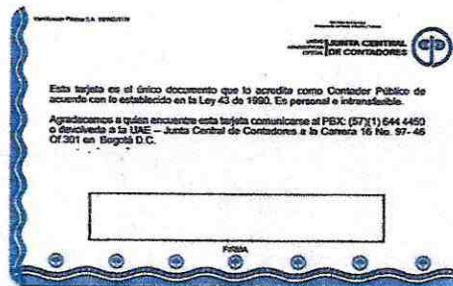 JUNTA CENTRAL
DE CONTADORES
Esta tarjeta es el único documento que lo acredita como Contador Público de
acuerdo con lo establecido en la Ley 43 de 1990. Es personal e intransferible.
Agradecemos a quien encuentre esta tarjeta comunicarse al PBX: (57)(1) 644 4450
o devolverla a la UAE – Junta Central de Contadores a la Carrera 16 No. 97- 46
Of.301 en Bogotá D.C.
FIRMA